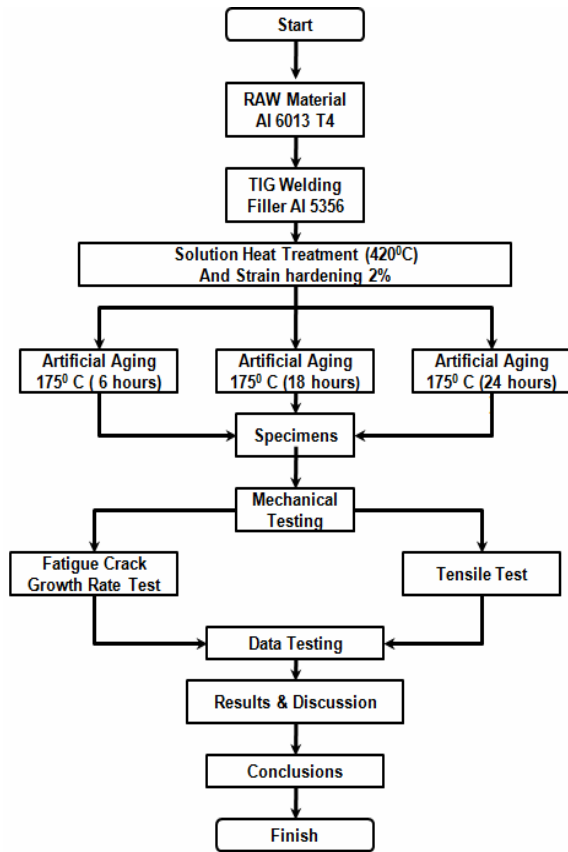 Start
RAW Material
Al 6013 T4
TIG Welding
Filler Al 5356
Solution Heat Treatment (420⁰C)
And Strain hardening 2%
Artificial Aging
175⁰ C ( 6 hours)
Artificial Aging
175⁰ C (18 hours)
Artificial Aging
175⁰ C (24 hours)
Specimens
Mechanical
Testing
Fatigue Crack
Growth Rate Test
Tensile Test
Data Testing
Results & Discussion
Conclusions
Finish